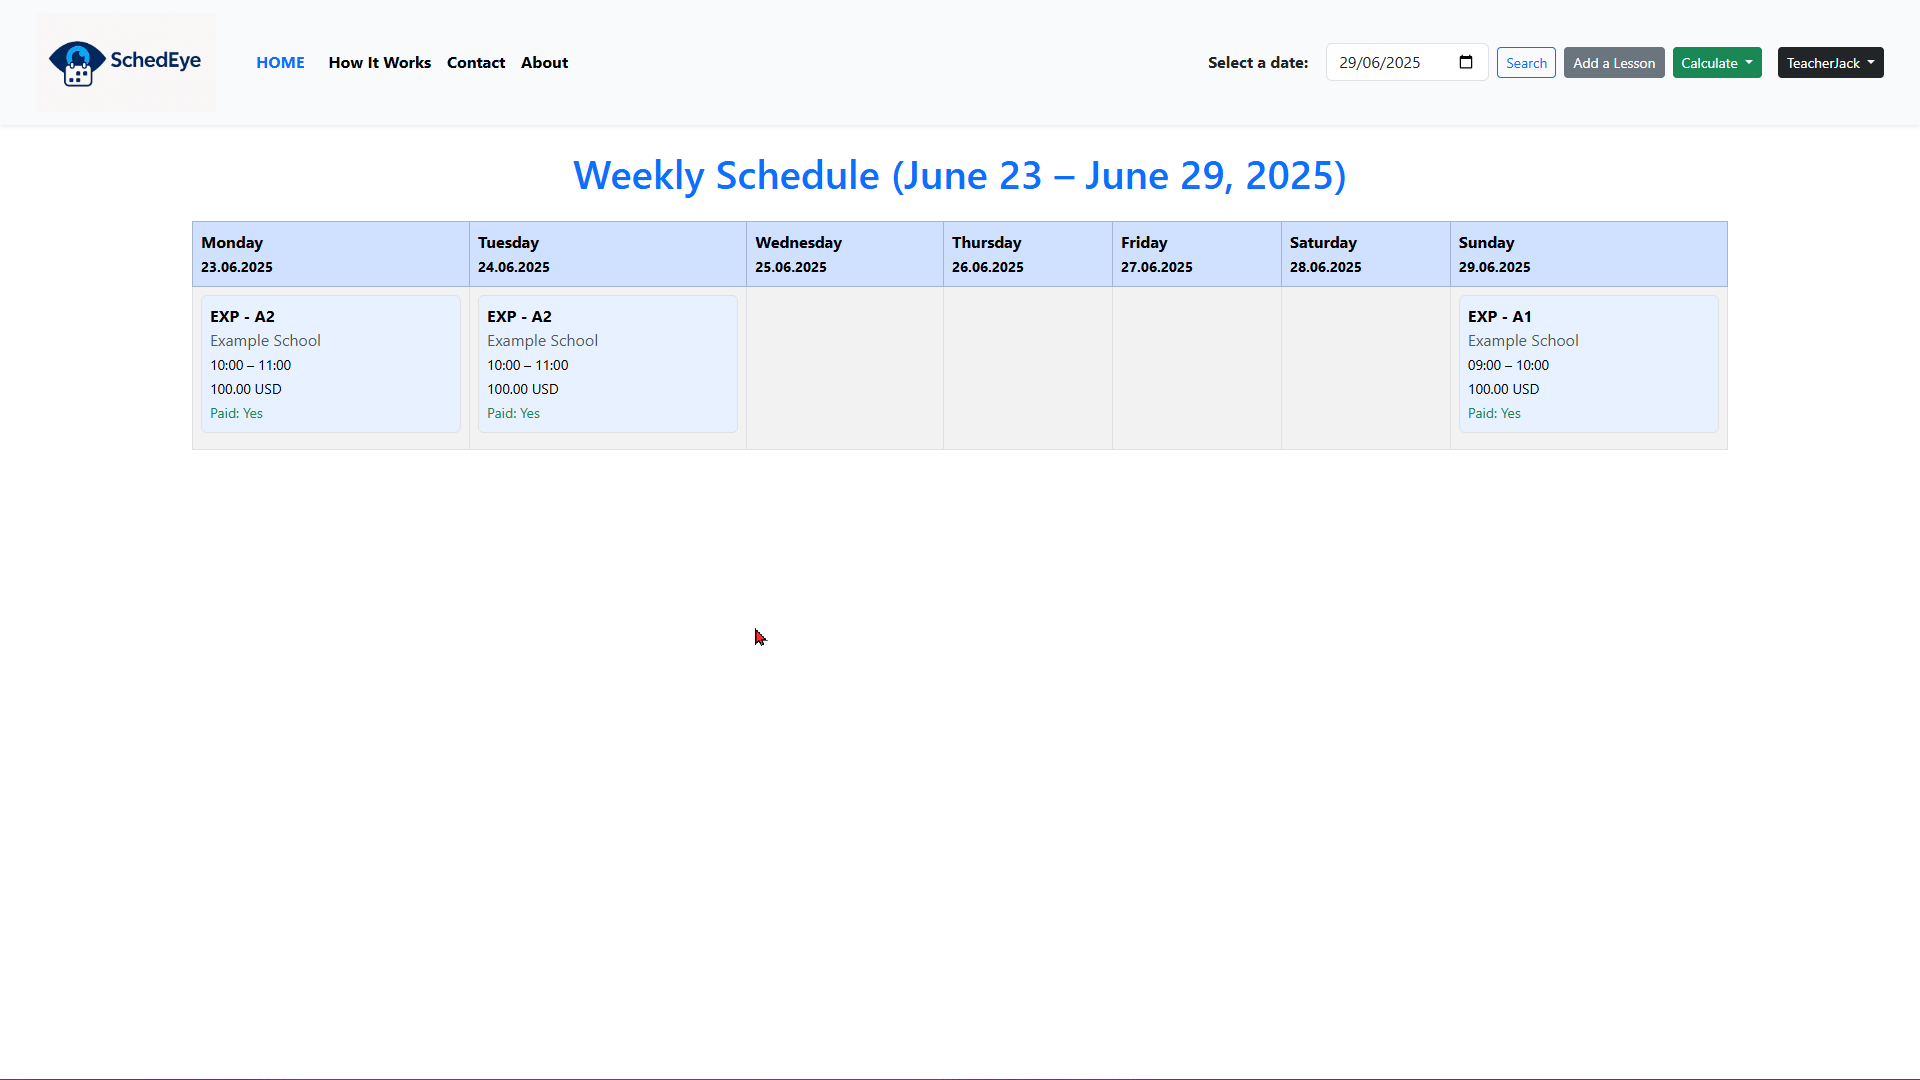 SchedEye
HOME How It Works Contact About
Select a date: 29/06/2025 Search Add a Lesson Calculate TeacherJack
Weekly Schedule (June 23 – June 29, 2025)
Monday Tuesday Wednesday Thursday Friday Saturday Sunday
23.06.2025 24.06.2025 25.06.2025 26.06.2025 27.06.2025 28.06.2025 29.06.2025
EXP - A2
Example School
10:00 – 11:00
100.00 USD
Paid: Yes
EXP - A2
Example School
10:00 – 11:00
100.00 USD
Paid: Yes
EXP - A1
Example School
09:00 – 10:00
100.00 USD
Paid: Yes